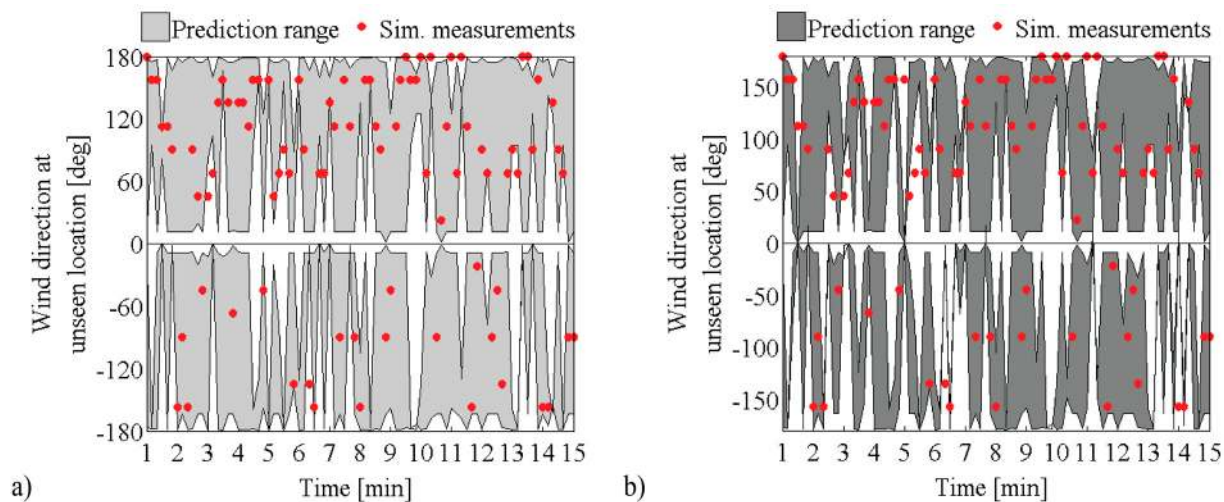 a)
Prediction range Sim. measurements
Wind direction at
unseen location [deg]
180
120
60
0
-60
-120
-180
1 2 3 4 5 6 7 8 9 10 11 12 13 14 15
Time [min]
b)
Prediction range Sim. measurements
Wind direction at
unseen location [deg]
150
100
50
0
-50
-100
-150
1 2 3 4 5 6 7 8 9 10 11 12 13 14 15
Time [min]